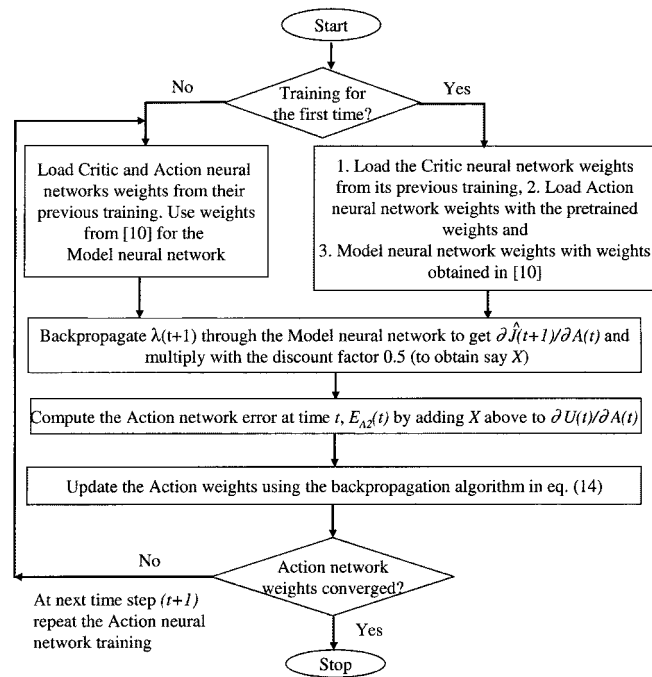 Start
No
Training for
the first time?
Yes
Load Critic and Action neural
networks weights from their
previous training. Use weights
from [10] for the
Model neural network
1. Load the Critic neural network weights
from its previous training, 2. Load Action
neural network weights with the pretrained
weights and
3. Model neural network weights with weights
obtained in [10]
Backpropagate λ(t+1) through the Model neural network to get ∂Ĵ(t+1)/∂A(t) and
multiply with the discount factor 0.5 (to obtain say X)
Compute the Action network error at time t, E_A2(t) by adding X above to ∂U(t)/∂A(t)
Update the Action weights using the backpropagation algorithm in eq. (14)
No
Action network
weights converged?
At next time step (t+1)
repeat the Action neural
network training
Yes
Stop